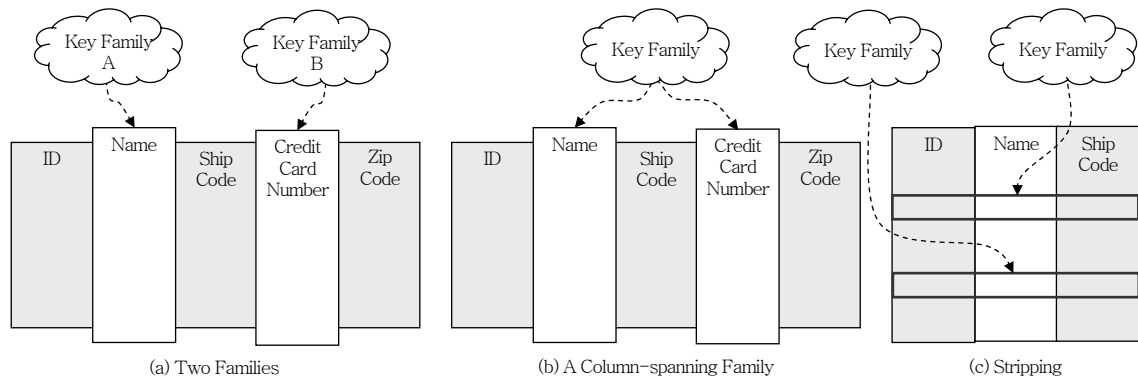 Key Family
A
Key Family
B
ID
Name
Ship
Code
Credit
Card
Number
Zip
Code
(a) Two Families
Key Family
ID
Name
Ship
Code
Credit
Card
Number
Zip
Code
(b) A Column-spanning Family
Key Family
Key Family
ID
Name
Ship
Code
(c) Stripping